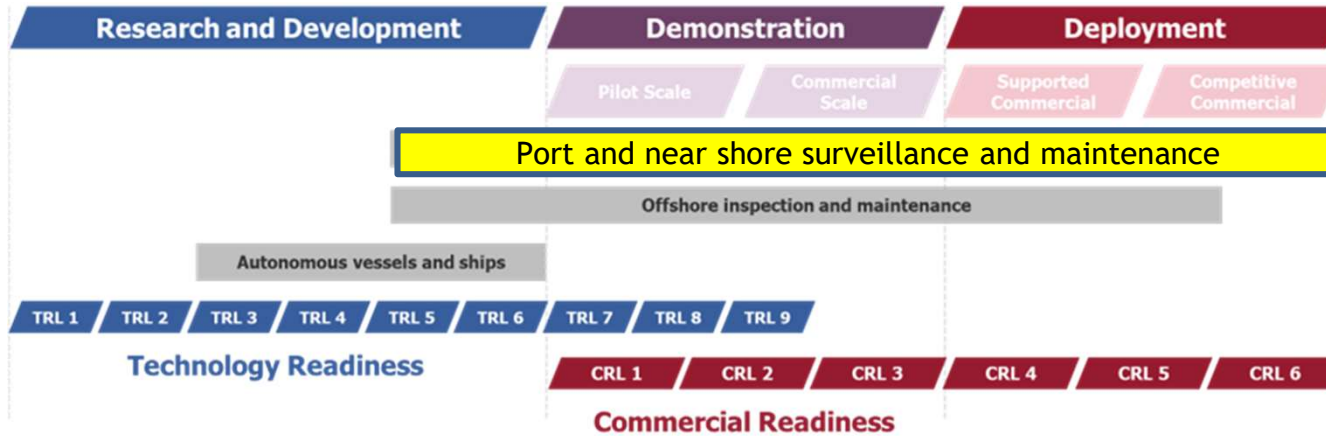 Research and Development Demonstration Deployment
Pilot Scale Commercial Scale Supported Commercial Competitive Commercial
Port and near shore surveillance and maintenance
Offshore inspection and maintenance
Autonomous vessels and ships
TRL 1 TRL 2 TRL 3 TRL 4 TRL 5 TRL 6 TRL 7 TRL 8 TRL 9
Technology Readiness
CRL 1 CRL 2 CRL 3 CRL 4 CRL 5 CRL 6
Commercial Readiness